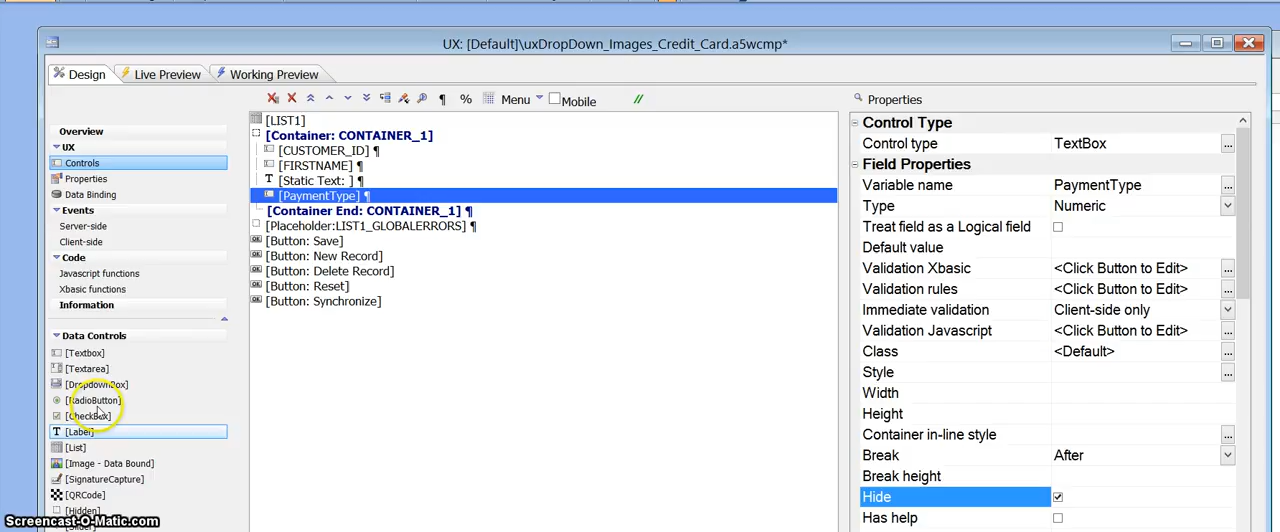 UX: [Default]\uxDropDown_Images_Credit_Card.a5wcmp*
Design
Live Preview
Working Preview
Menu
Mobile
Overview
UX
Controls
Properties
Data Binding
Events
Server-side
Client-side
Code
Javascript functions
Xbasic functions
Information
Data Controls
[Textbox]
[Textarea]
[DropdownBox]
[RadioButton]
[CheckBox]
[Label]
[List]
[Image - Data Bound]
[SignatureCapture]
[QRCode]
[Hidden]
[LIST1]
[Container: CONTAINER_1]
[CUSTOMER_ID] ¶
[FIRSTNAME] ¶
T [Static Text: ] ¶
[PaymentType] ¶
[Container End: CONTAINER_1] ¶
[Placeholder:LIST1_GLOBALERRORS] ¶
[Button: Save]
[Button: New Record]
[Button: Delete Record]
[Button: Reset]
[Button: Synchronize]
Properties
Control Type
Control type TextBox
Field Properties
Variable name PaymentType
Type Numeric
Treat field as a Logical field
Default value
Validation Xbasic <Click Button to Edit>
Validation rules <Click Button to Edit>
Immediate validation Client-side only
Validation Javascript <Click Button to Edit>
Class <Default>
Style
Width
Height
Container in-line style
Break After
Break height
Hide
Has help
Screencast-O-Matic.com